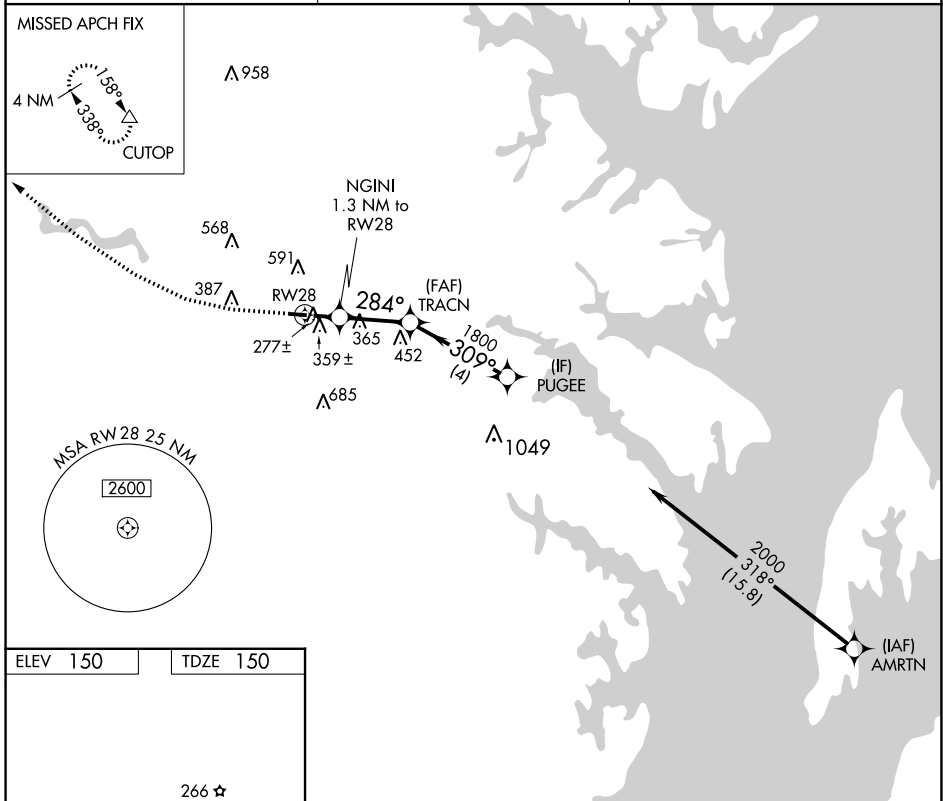 MISSED APCH FIX
4 NM
158°
338°
CUTOP
958
NGINI
1.3 NM to
RW28
568
591
387
RW28
284°
(FAF)
TRACN
277±
359±
365
452
1800
309°
(4)
(IF)
PUGEE
685
1049
MSA RW 28 25 NM
2600
2000
318°
(15.8)
(IAF)
AMRTN
ELEV 150
TDZE 150
266